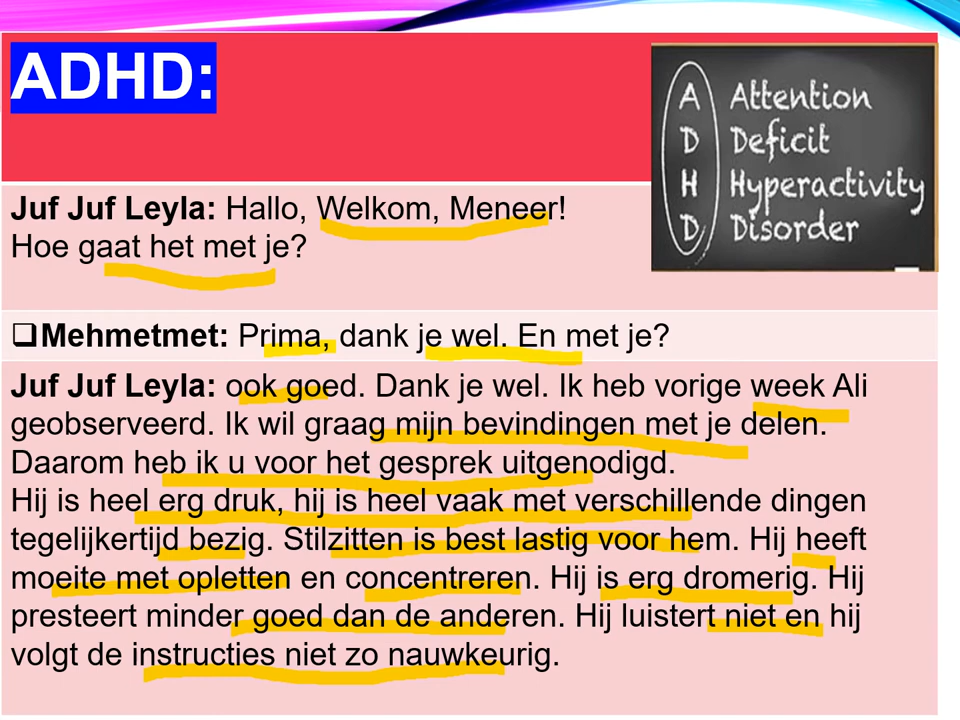 ADHD:
A Attention
D Deficit
H Hyperactivity
D Disorder
Juf Juf Leyla: Hallo, Welkom, Meneer!
Hoe gaat het met je?
❑Mehmetmet: Prima, dank je wel. En met je?
Juf Juf Leyla: ook goed. Dank je wel. Ik heb vorige week Ali
geobserveerd. Ik wil graag mijn bevindingen met je delen.
Daarom heb ik u voor het gesprek uitgenodigd.
Hij is heel erg druk, hij is heel vaak met verschillende dingen
tegelijkertijd bezig. Stilzitten is best lastig voor hem. Hij heeft
moeite met opletten en concentreren. Hij is erg dromerig. Hij
presteert minder goed dan de anderen. Hij luistert niet en hij
volgt de instructies niet zo nauwkeurig.